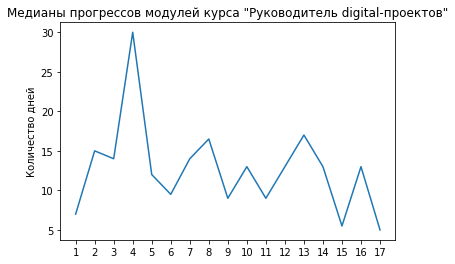 Медианы прогрессов модулей курса "Руководитель digital-проектов"
Количество дней
30
25
20
15
10
5
1 2 3 4 5 6 7 8 9 10 11 12 13 14 15 16 17